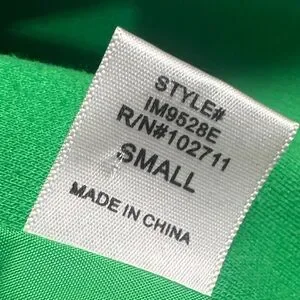 STYLE#
IM9528E
R/N#102711
SMALL
MADE IN CHINA